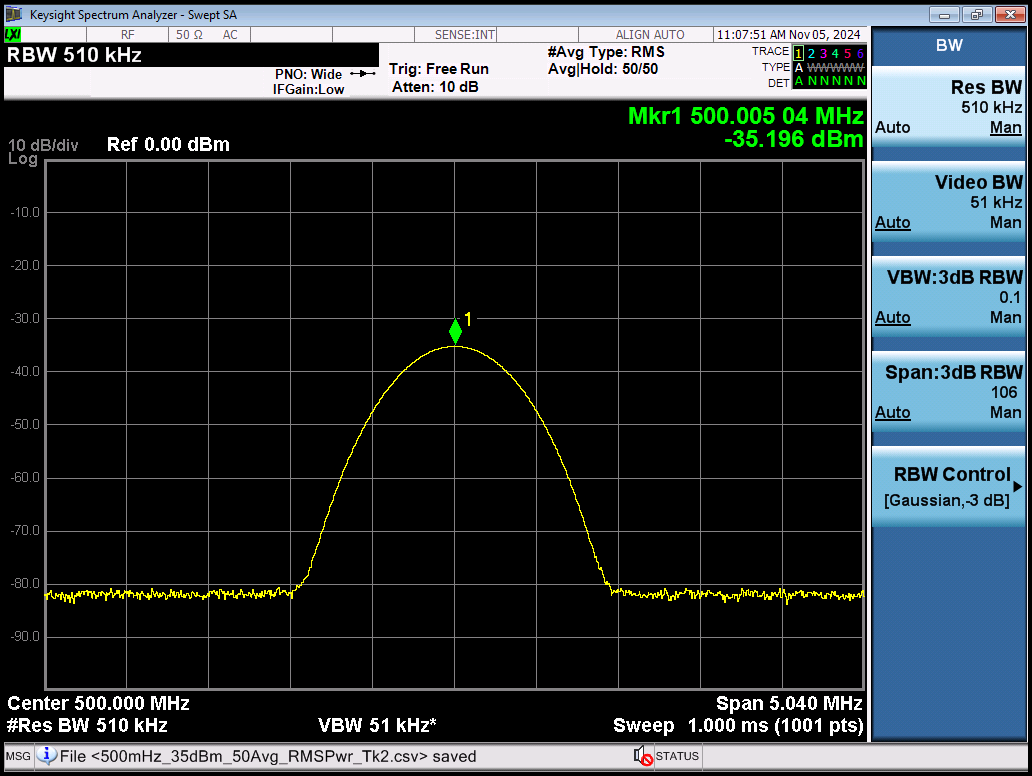 Keysight Spectrum Analyzer - Swept SA
LXI RF 50 Ω AC SENSE:INT ALIGN AUTO 11:07:51 AM Nov 05, 2024
RBW 510 kHz
PNO: Wide
IFGain:Low
Trig: Free Run
Atten: 10 dB
#Avg Type: RMS
Avg|Hold: 50/50
TRACE 1 2 3 4 5 6
TYPE A W W W W W
DET A N N N N N
Mkr1 500.005 04 MHz
-35.196 dBm
10 dB/div
Log
Ref 0.00 dBm
-10.0
-20.0
-30.0
-40.0
-50.0
-60.0
-70.0
-80.0
-90.0
1
Center 500.000 MHz
Span 5.040 MHz
#Res BW 510 kHz
VBW 51 kHz*
Sweep 1.000 ms (1001 pts)
MSG File <500mHz_35dBm_50Avg_RMSPwr_Tk2.csv> saved
STATUS
BW
Res BW
510 kHz
Auto Man
Video BW
51 kHz
Auto Man
VBW:3dB RBW
0.1
Auto Man
Span:3dB RBW
106
Auto Man
RBW Control
[Gaussian,-3 dB]